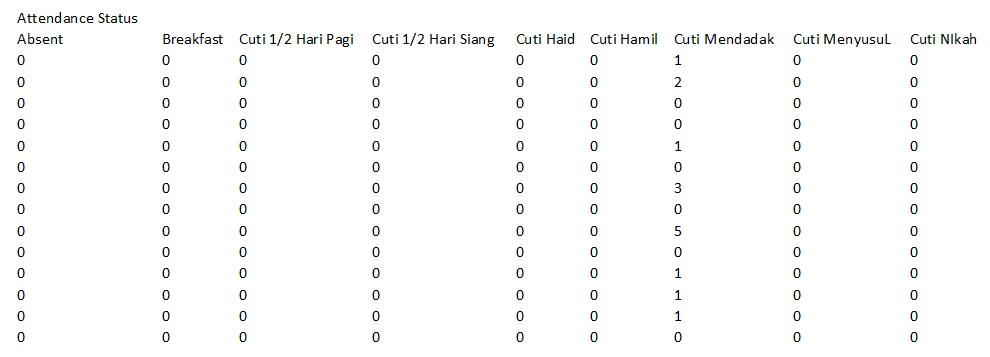 Attendance Status
Absent Breakfast Cuti 1/2 Hari Pagi Cuti 1/2 Hari Siang Cuti Haid Cuti Hamil Cuti Mendadak Cuti MenyusuL Cuti NIkah
0 0 0 0 0 0 1 0 0
0 0 0 0 0 0 2 0 0
0 0 0 0 0 0 0 0 0
0 0 0 0 0 0 0 0 0
0 0 0 0 0 0 1 0 0
0 0 0 0 0 0 0 0 0
0 0 0 0 0 0 3 0 0
0 0 0 0 0 0 0 0 0
0 0 0 0 0 0 5 0 0
0 0 0 0 0 0 0 0 0
0 0 0 0 0 0 1 0 0
0 0 0 0 0 0 1 0 0
0 0 0 0 0 0 1 0 0
0 0 0 0 0 0 0 0 0